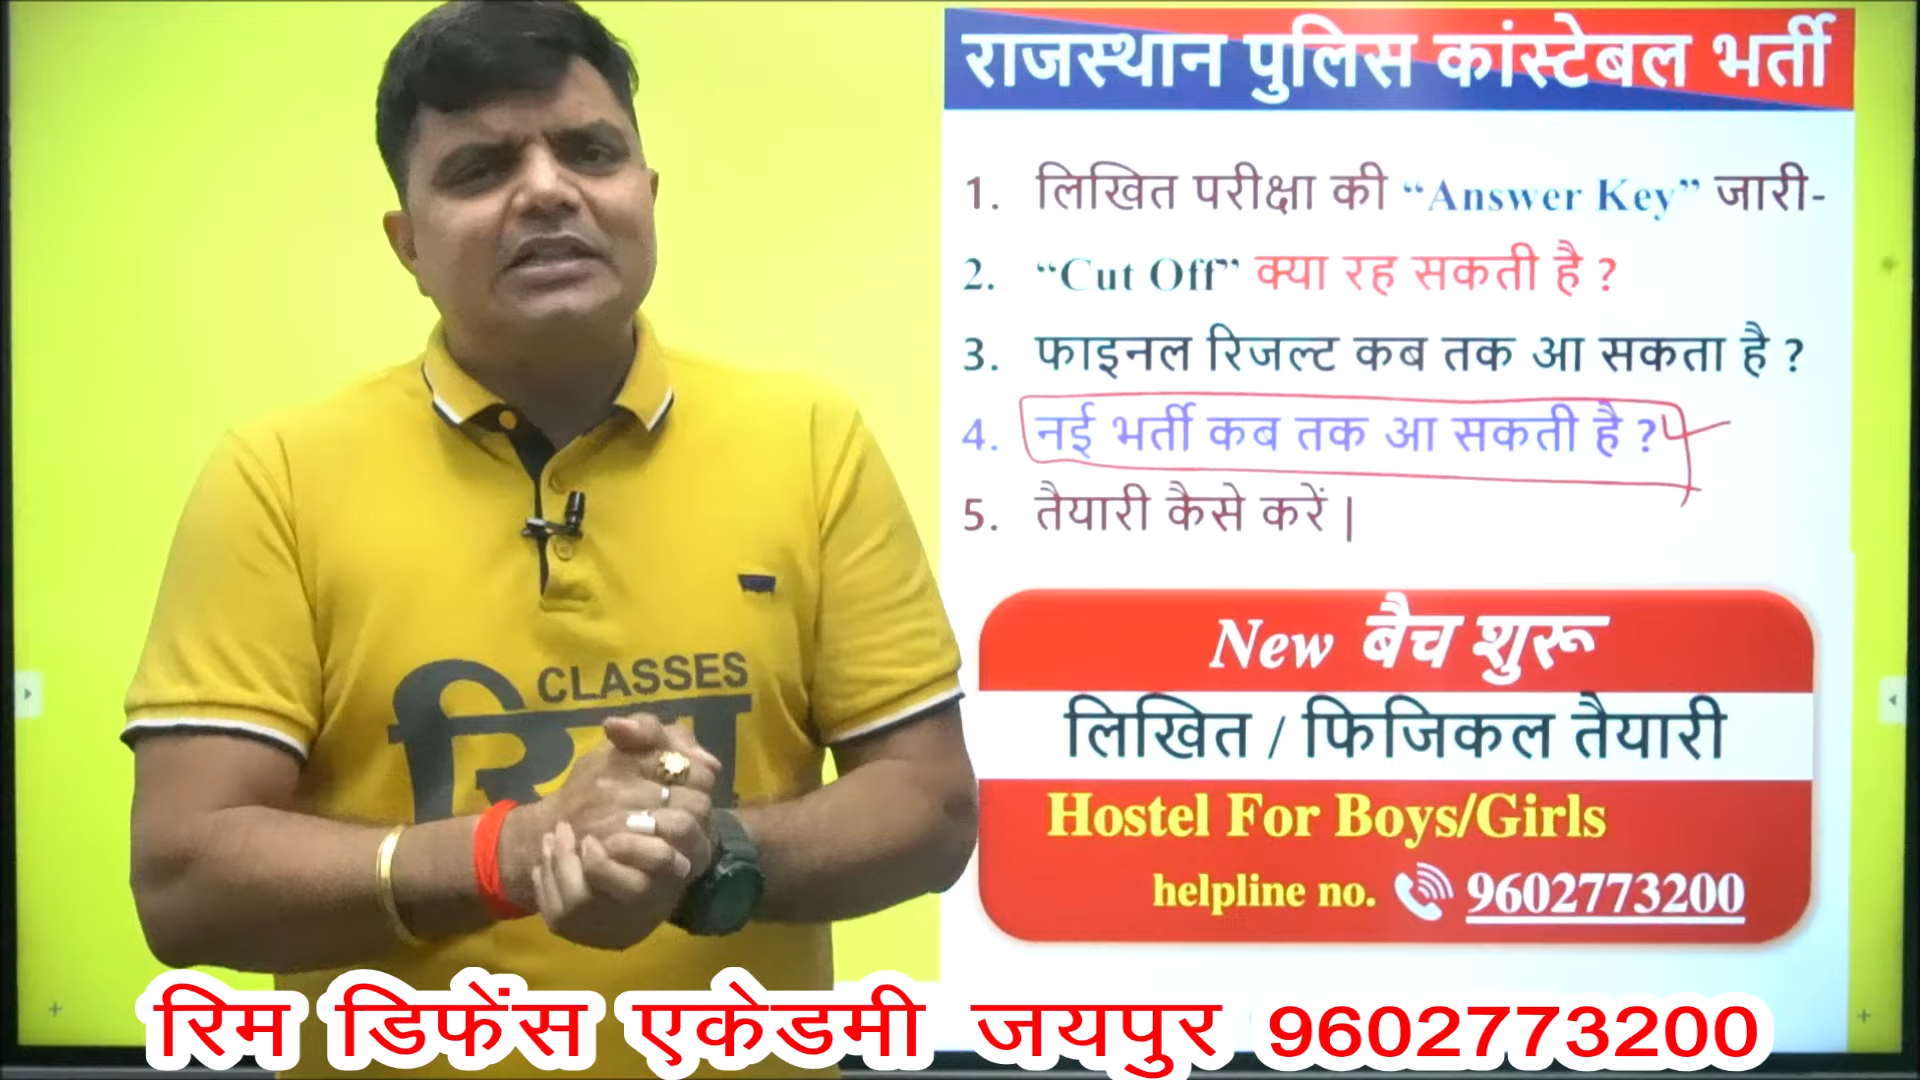 राजस्थान पुलिस कांस्टेबल भर्ती
1. लिखित परीक्षा की “Answer Key” जारी-
2. “Cut Off” क्या रह सकती है ?
3. फाइनल रिजल्ट कब तक आ सकता है ?
4. नई भर्ती कब तक आ सकती है ?
5. तैयारी कैसे करें |
New बैच शुरू
लिखित / फिजिकल तैयारी
Hostel For Boys/Girls
helpline no. 9602773200
CLASSES
रिम डिफेंस एकेडमी जयपुर 9602773200